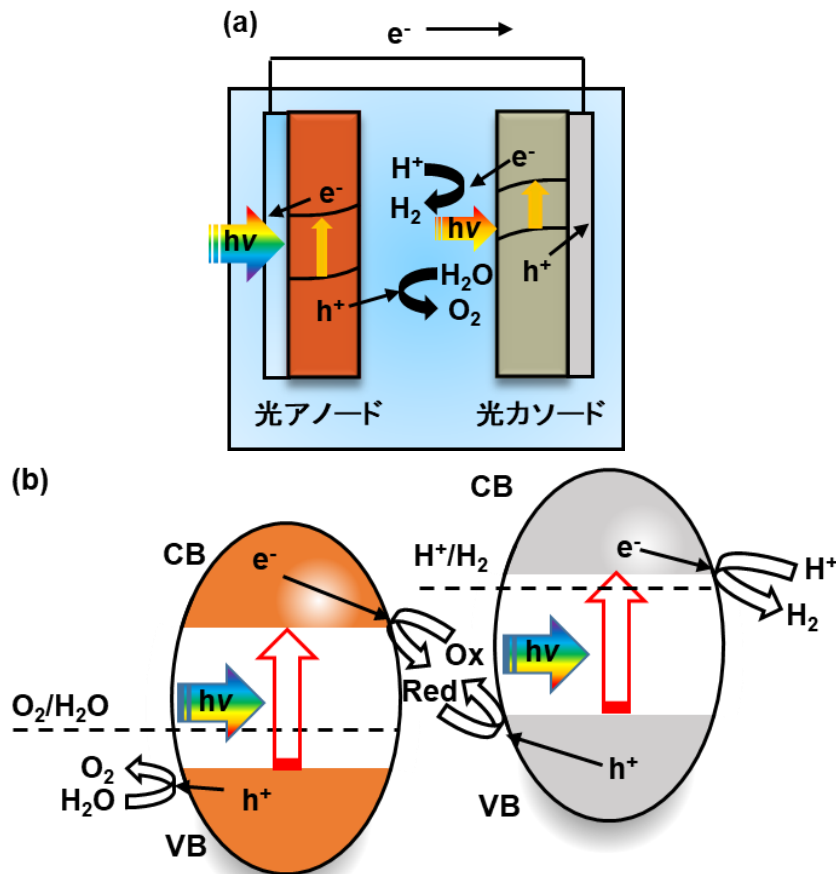 (a)
e⁻
e⁻
H⁺
e⁻
H₂
hν
hν
h⁺
H₂O
h⁺
O₂
光アノード
光カソード
(b)
CB
CB
H⁺/H₂
e⁻
H⁺
e⁻
H₂
Ox
hν
hν
Red
O₂/H₂O
O₂
h⁺
H₂O
h⁺
VB
VB